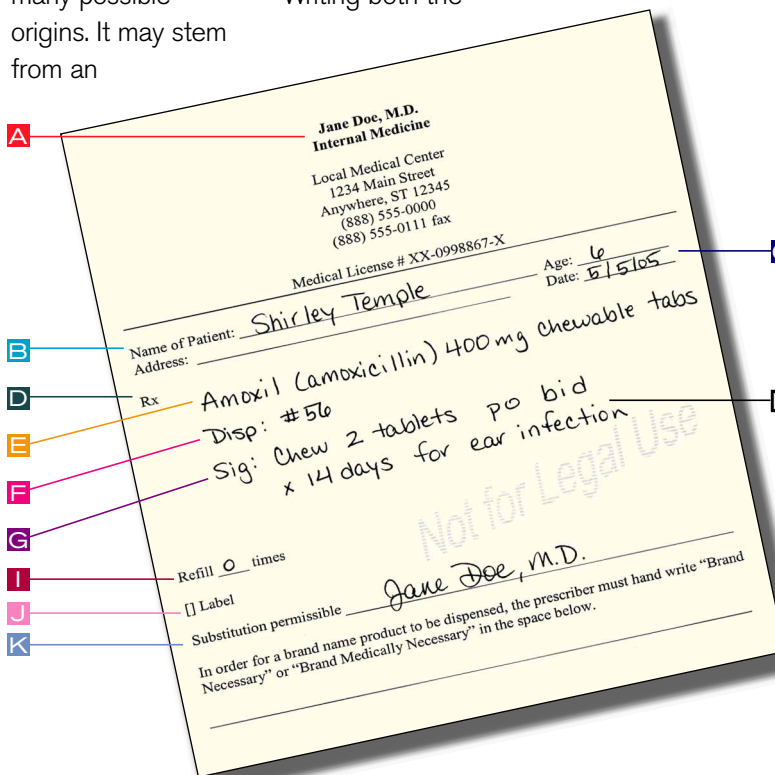 many possible
origins. It may stem
from an
Writing both the
A
Jane Doe, M.D.
Internal Medicine
Local Medical Center
1234 Main Street
Anywhere, ST 12345
(888) 555-0000
(888) 555-0111 fax
Medical License # XX-0998867-X
Age: 6
Date: 5/5/05
B
Name of Patient: Shirley Temple
Address:
D
Rx
E
Amoxil (amoxicillin) 400 mg chewable tabs
F
Disp: #56
G
Sig: Chew 2 tablets po bid
x 14 days for ear infection
Not for Legal Use
I
Refill 0 times
J
[] Label
K
Substitution permissible Jane Doe, M.D.
In order for a brand name product to be dispensed, the prescriber must hand write “Brand
Necessary” or “Brand Medically Necessary” in the space below.